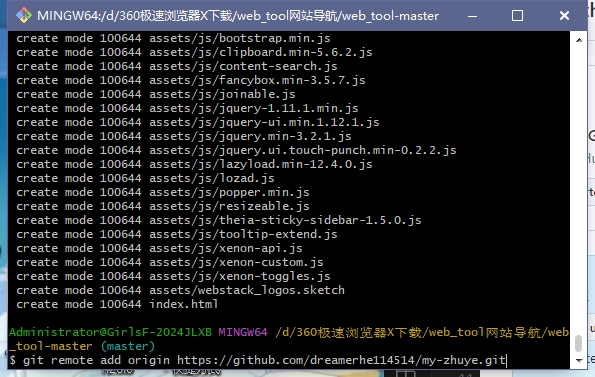 MINGW64:/d/360极速浏览器X下载/web_tool网站导航/web_tool-master
create mode 100644 assets/js/bootstrap.min.js
create mode 100644 assets/js/clipboard.min-5.6.2.js
create mode 100644 assets/js/content-search.js
create mode 100644 assets/js/fancybox.min-3.5.7.js
create mode 100644 assets/js/joinable.js
create mode 100644 assets/js/jquery-1.11.1.min.js
create mode 100644 assets/js/jquery-ui.min.1.12.1.js
create mode 100644 assets/js/jquery.min-3.2.1.js
create mode 100644 assets/js/jquery.ui.touch-punch.min-0.2.2.js
create mode 100644 assets/js/lazyload.min-12.4.0.js
create mode 100644 assets/js/lozad.js
create mode 100644 assets/js/popper.min.js
create mode 100644 assets/js/resizeable.js
create mode 100644 assets/js/theia-sticky-sidebar-1.5.0.js
create mode 100644 assets/js/tooltip-extend.js
create mode 100644 assets/js/xenon-api.js
create mode 100644 assets/js/xenon-custom.js
create mode 100644 assets/js/xenon-toggles.js
create mode 100644 assets/webstack_logos.sketch
create mode 100644 index.html
Administrator@GirlsF-2024JLXB MINGW64 /d/360极速浏览器X下载/web_tool网站导航/web
_tool-master (master)
$ git remote add origin https://github.com/dreamerhe114514/my-zhuye.git